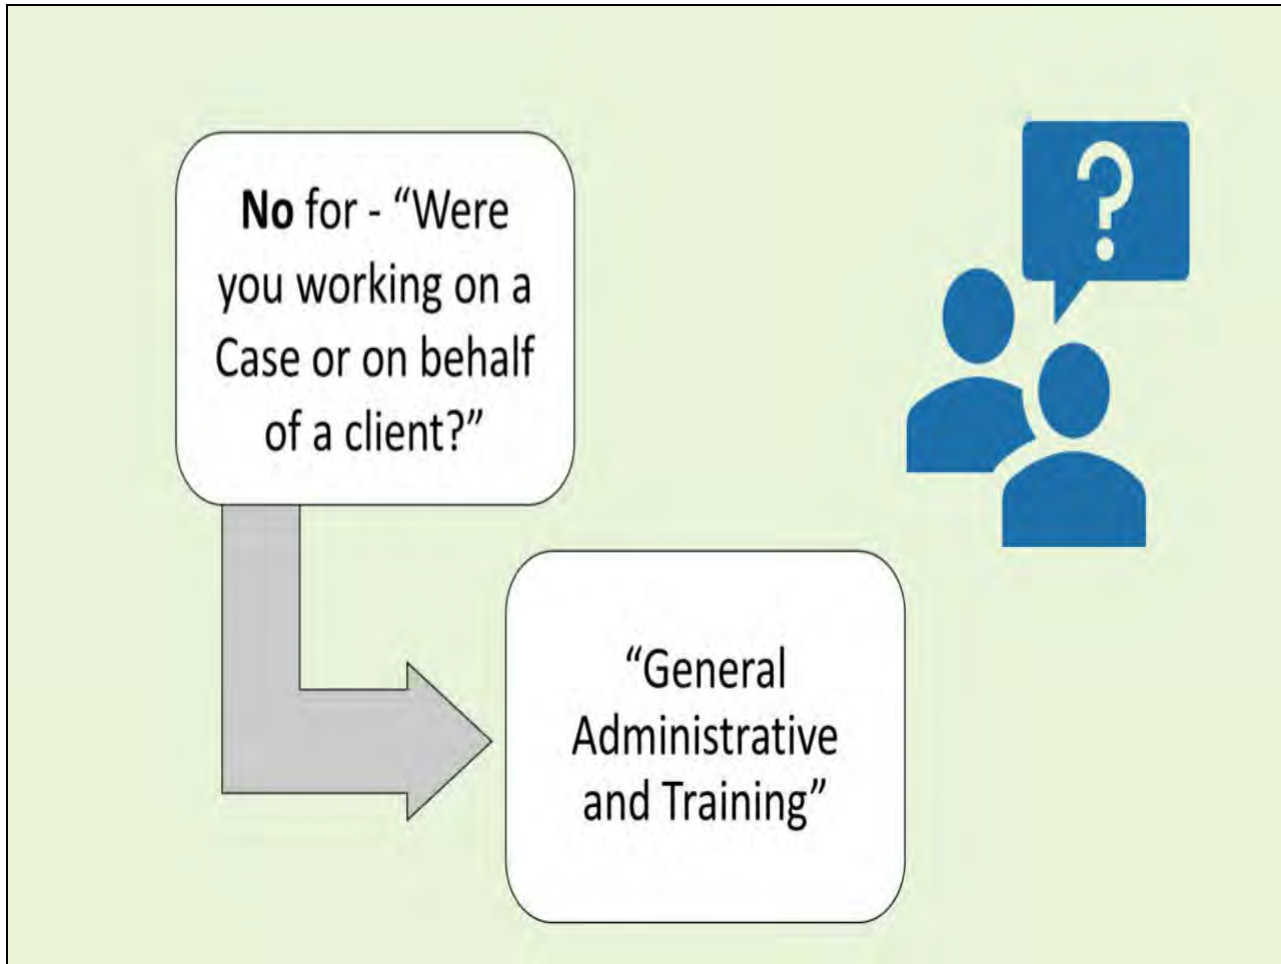 No for - “Were
you working on a
Case or on behalf
of a client?”
?
“General
Administrative
and Training”